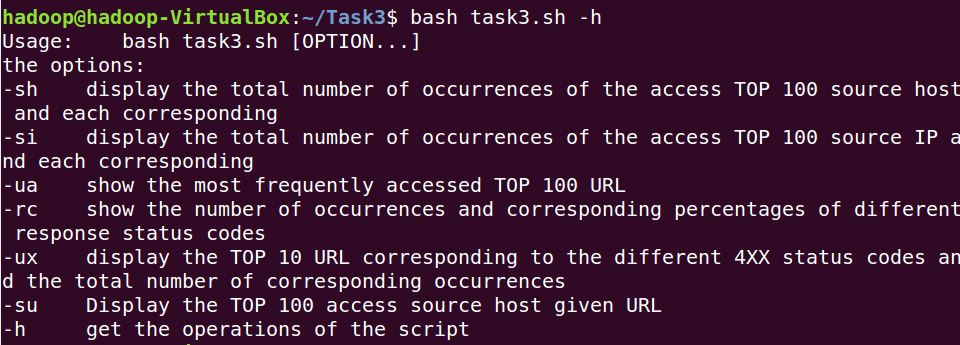 hadoop@hadoop-VirtualBox:~/Task3$ bash task3.sh -h
Usage:    bash task3.sh [OPTION...]
the options:
-sh    display the total number of occurrences of the access TOP 100 source host
 and each corresponding
-si    display the total number of occurrences of the access TOP 100 source IP a
nd each corresponding
-ua    show the most frequently accessed TOP 100 URL
-rc    show the number of occurrences and corresponding percentages of different
 response status codes
-ux    display the TOP 10 URL corresponding to the different 4XX status codes an
d the total number of corresponding occurrences
-su    Display the TOP 100 access source host given URL
-h     get the operations of the script